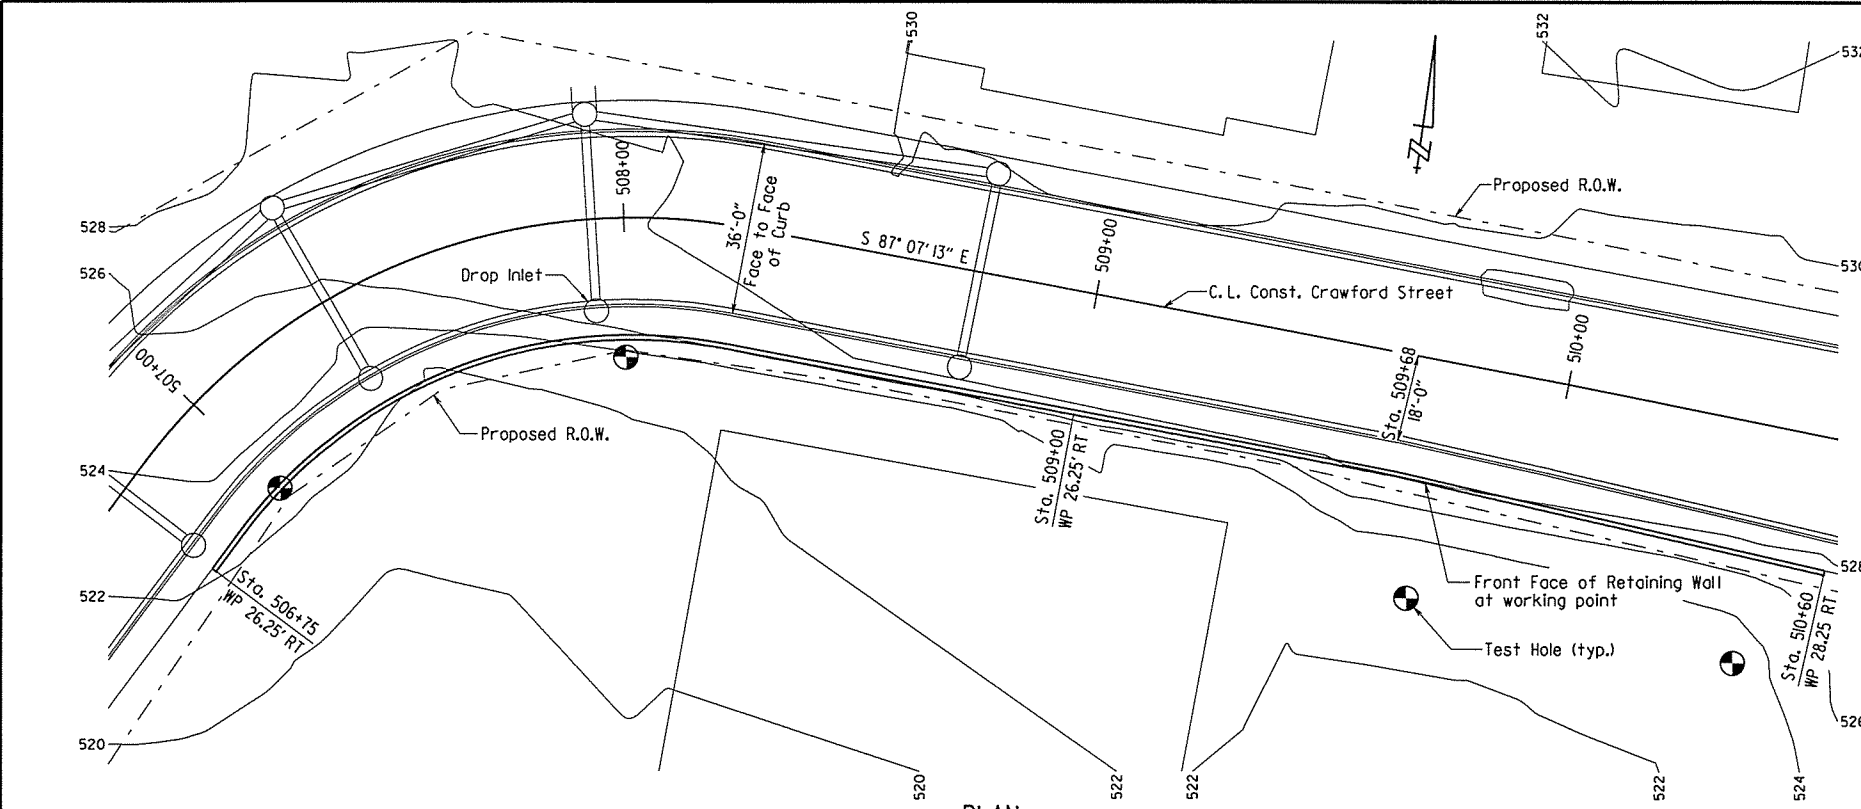 530
532
532
Proposed R.O.W.
528
508+00
36'-0"
Face to Face
of Curb
S 87° 07'13" E
509+00
530
526
Drop Inlet
C.L. Const. Crawford Street
510+00
507+00
Sta. 509+68
18'-0"
Proposed R.O.W.
524
Sta. 509+00
WP 26.25' RT
528
Front Face of Retaining Wall
at working point
522
Sta. 506+75
WP 26.25' RT
Sta. 510+60
WP 28.25 RT
Test Hole (typ.)
526
520
520
522
522
522
524